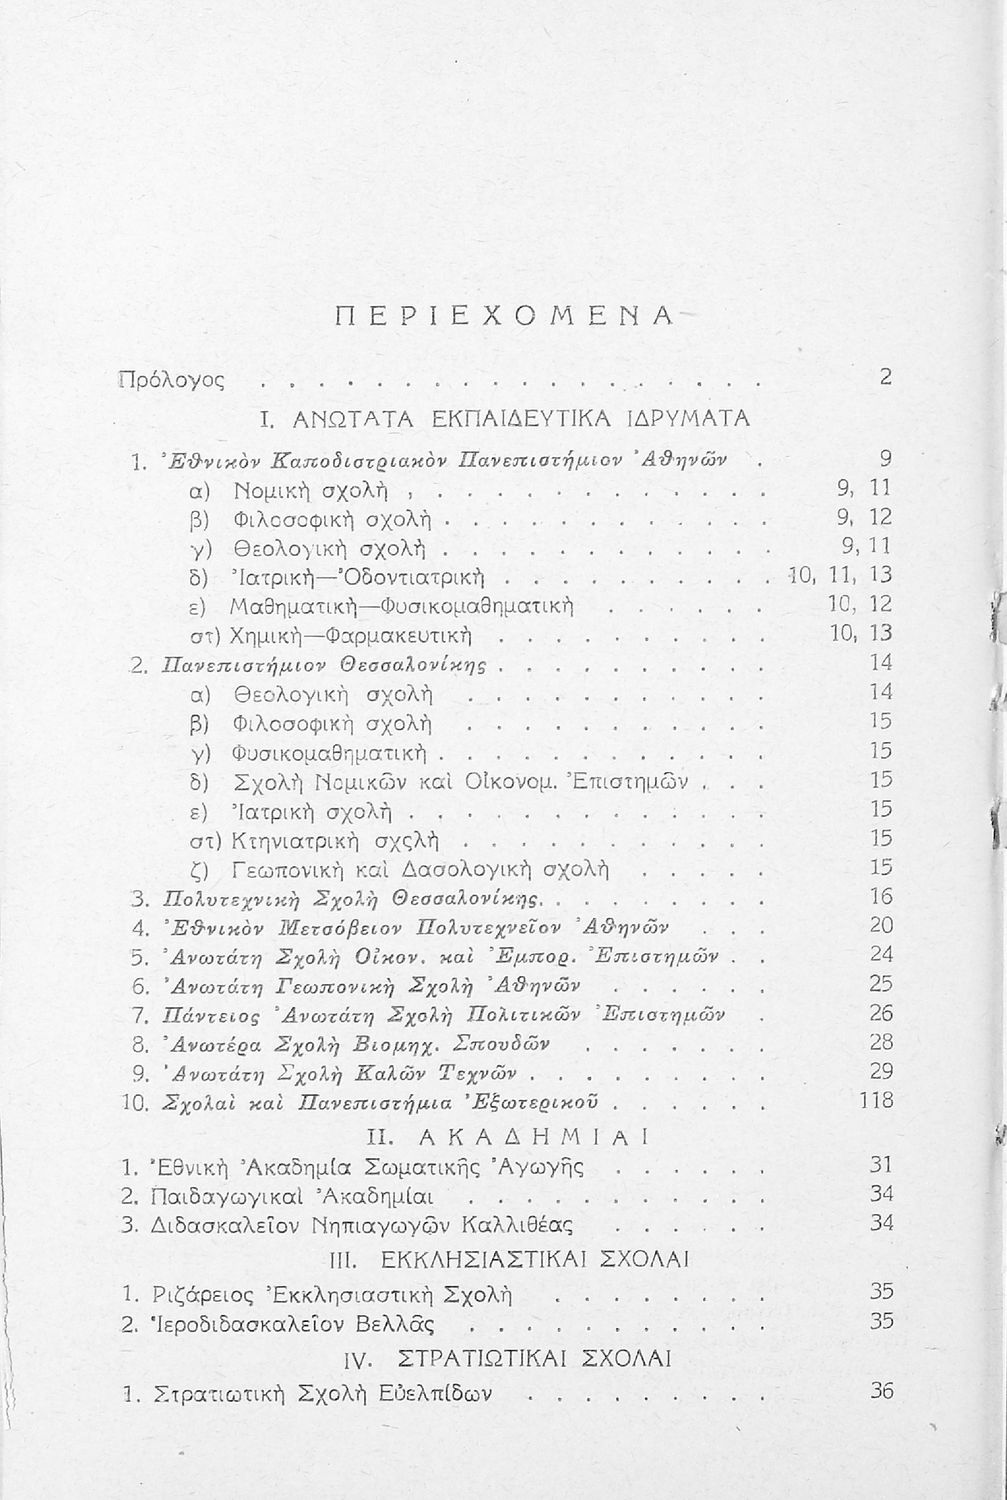 ΠΕΡΙΕΧΟΜΕΝΑ
Πρόλογος . . . . . . . . . . . . . . . . . . 2
I. ΑΝΩΤΑΤΑ ΕΚΠΑΙΔΕΥΤΙΚΑ ΙΔΡΥΜΑΤΑ
1. Ἐθνικὸν Καποδιστριακὸν Πανεπιστήμιον Ἀθηνῶν . 9
α) Νομικὴ σχολὴ , . . . . . . . . . . . . 9, 11
β) Φιλοσοφικὴ σχολὴ . . . . . . . . . . . . 9, 12
γ) Θεολογικὴ σχολὴ . . . . . . . . . . . . 9, 11
δ) Ἰατρικὴ—Ὀδοντιατρικὴ . . . . . . . . . . 10, 11, 13
ε) Μαθηματικὴ—Φυσικομαθηματικὴ . . . . . . 10, 12
στ) Χημικὴ—Φαρμακευτικὴ . . . . . . . . . . 10, 13
2. Πανεπιστήμιον Θεσσαλονίκης . . . . . . . . . . 14
α) Θεολογικὴ σχολὴ . . . . . . . . . . . 14
β) Φιλοσοφικὴ σχολὴ . . . . . . . . . . . 15
γ) Φυσικομαθηματικὴ . . . . . . . . . . . . 15
δ) Σχολὴ Νομικῶν καὶ Οἰκονομ. Ἐπιστημῶν . . . 15
ε) Ἰατρικὴ σχολὴ . . . . . . . . . . . . . 15
στ) Κτηνιατρικὴ σχςλὴ . . . . . . . . . . . 15
ζ) Γεωπονικὴ καὶ Δασολογικὴ σχολὴ . . . . . 15
3. Πολυτεχνικὴ Σχολὴ Θεσσαλονίκης. . . . . . . . . 16
4. Ἐθνικὸν Μετσόβειον Πολυτεχνεῖον Ἀθηνῶν . . . 20
5. Ἀνωτάτη Σχολὴ Οἰκον. καὶ Ἐμπορ. Ἐπιστημῶν . . 24
6. Ἀνωτάτη Γεωπονικὴ Σχολὴ Ἀθηνῶν . . . . . . 25
7. Πάντειος Ἀνωτάτη Σχολὴ Πολιτικῶν Ἐπιστημῶν . 26
8. Ἀνωτέρα Σχολὴ Βιομηχ. Σπουδῶν . . . . . . . 28
9. Ἀνωτάτη Σχολὴ Καλῶν Τεχνῶν . . . . . . . . . 29
10. Σχολαὶ καὶ Πανεπιστήμια Ἐξωτερικοῦ . . . . . . 118
II. ΑΚΑΔΗΜΙΑΙ
1. Ἐθνικὴ Ἀκαδημία Σωματικῆς Ἀγωγῆς . . . . . . 31
2. Παιδαγωγικαὶ Ἀκαδημίαι . . . . . . . . . . . 34
3. Διδασκαλεῖον Νηπιαγωγῶν Καλλιθέας . . . . . . 34
III. ΕΚΚΛΗΣΙΑΣΤΙΚΑΙ ΣΧΟΛΑΙ
1. Ριζάρειος Ἐκκλησιαστικὴ Σχολὴ . . . . . . . . 35
2. Ἱεροδιδασκαλεῖον Βελλᾶς . . . . . . . . . . . 35
IV. ΣΤΡΑΤΙΩΤΙΚΑΙ ΣΧΟΛΑΙ
1. Στρατιωτικὴ Σχολὴ Εὐελπίδων . . . . . . . . . 36